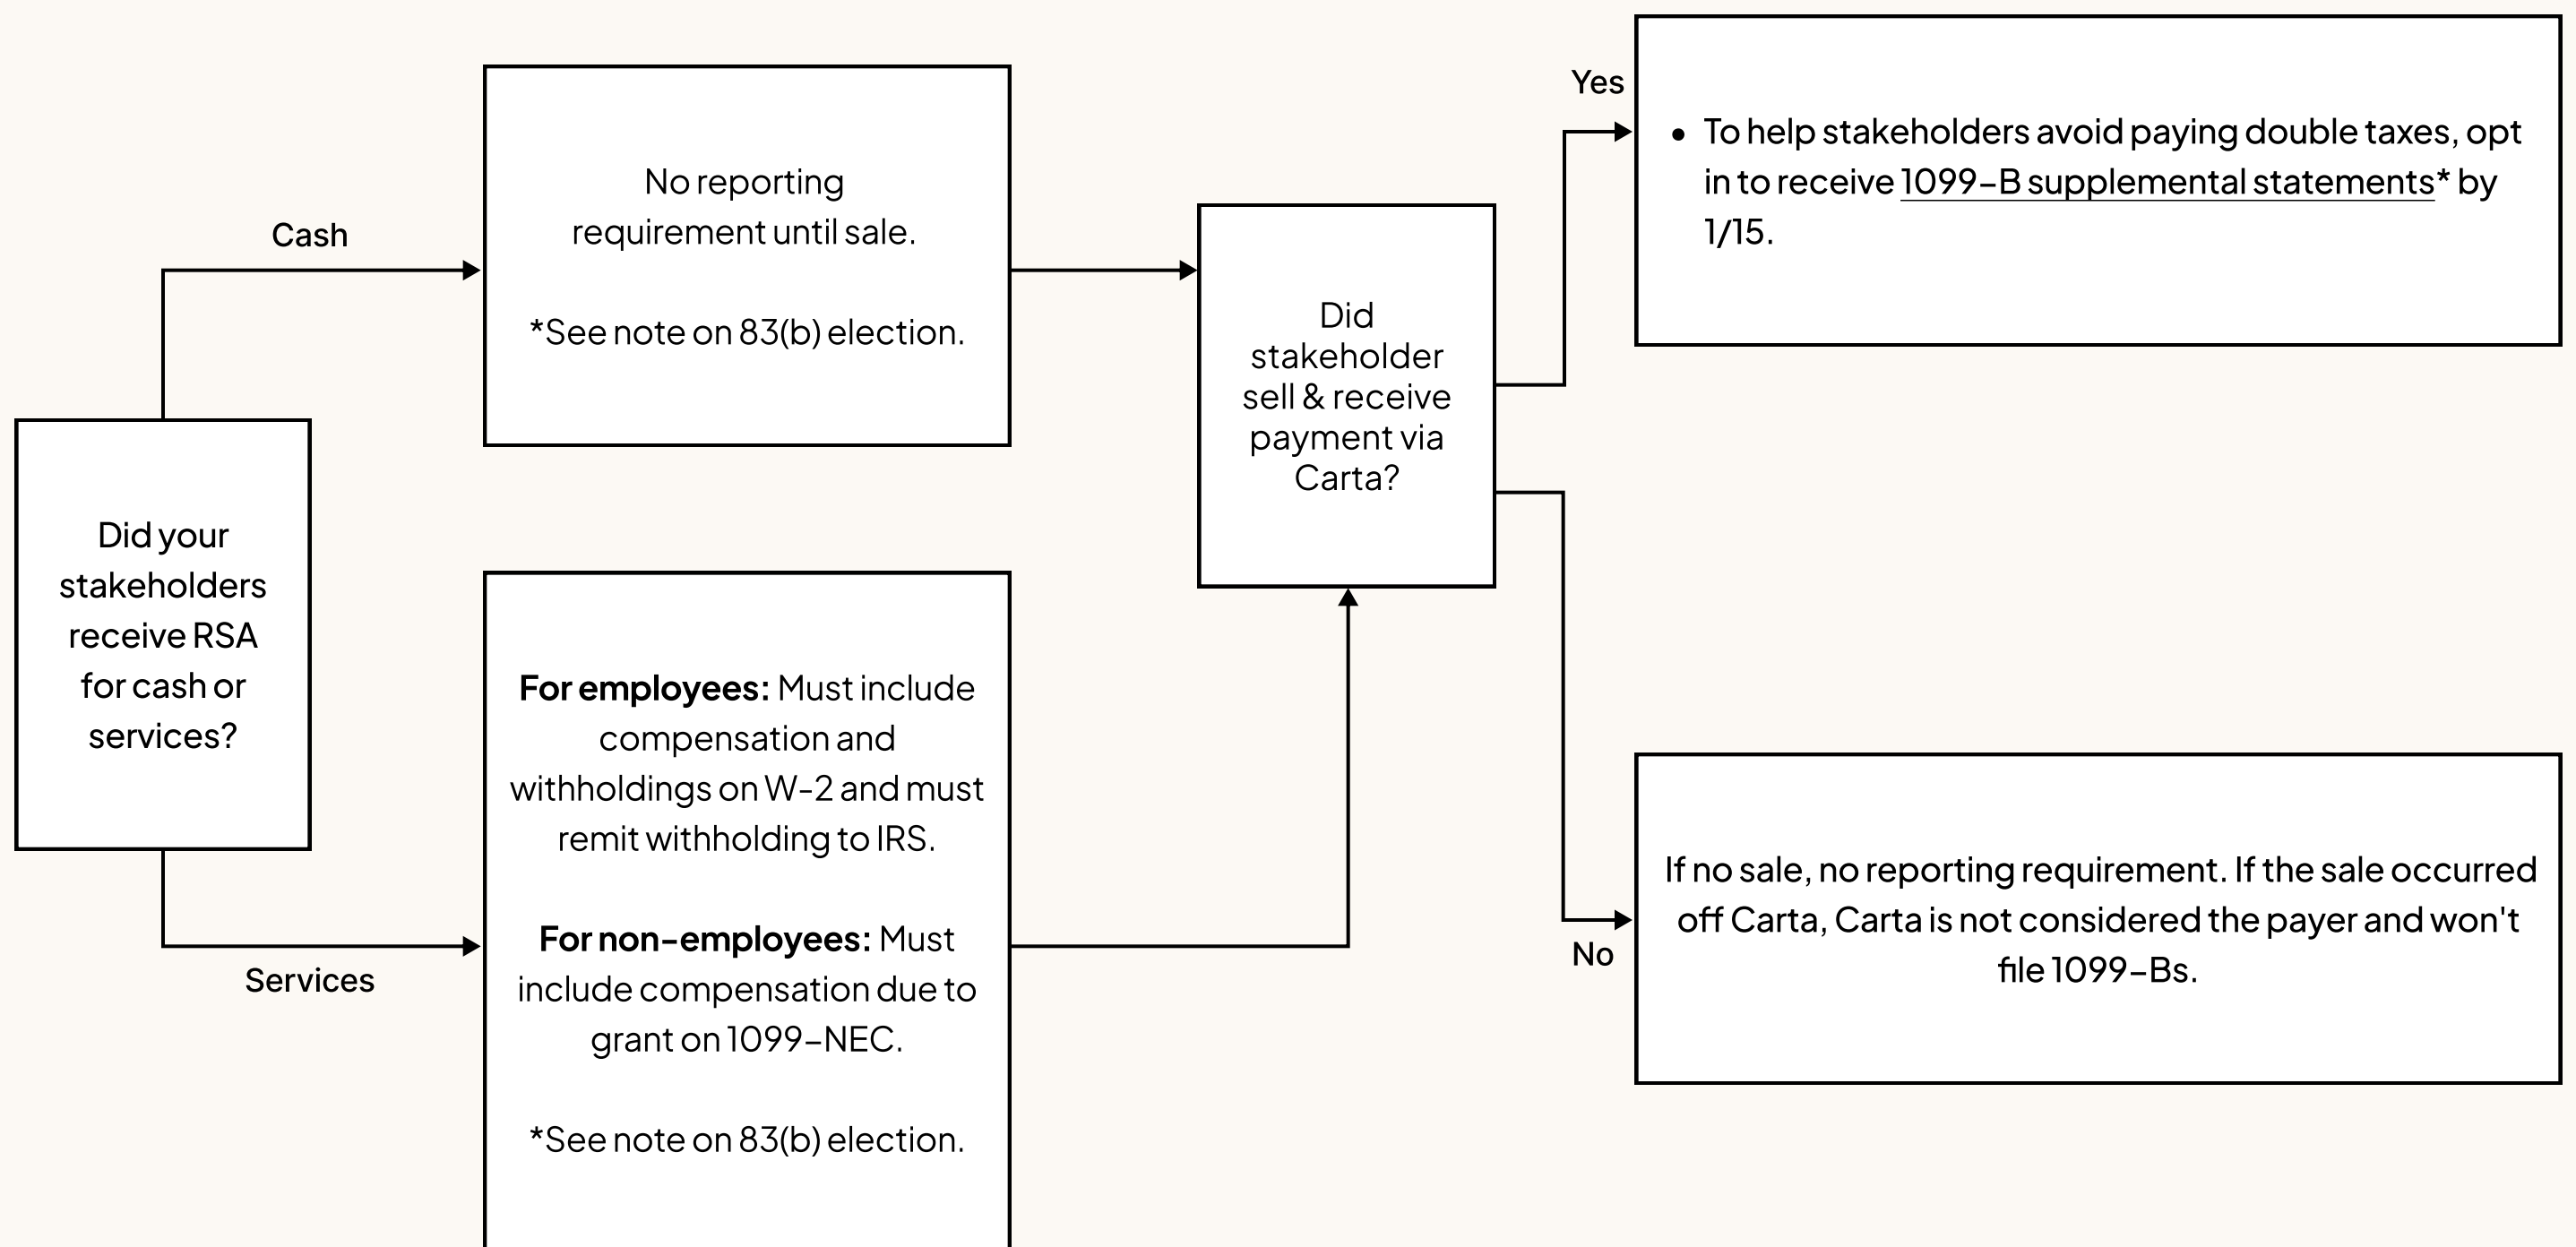 Did your
stakeholders
receive RSA
for cash or
services?
Cash
No reporting
requirement until sale.
*See note on 83(b) election.
Services
For employees: Must include
compensation and
withholdings on W-2 and must
remit withholding to IRS.
For non-employees: Must
include compensation due to
grant on 1099-NEC.
*See note on 83(b) election.
Did
stakeholder
sell & receive
payment via
Carta?
Yes
• To help stakeholders avoid paying double taxes, opt
in to receive 1099-B supplemental statements* by
1/15.
No
If no sale, no reporting requirement. If the sale occurred
off Carta, Carta is not considered the payer and won't
file 1099-Bs.